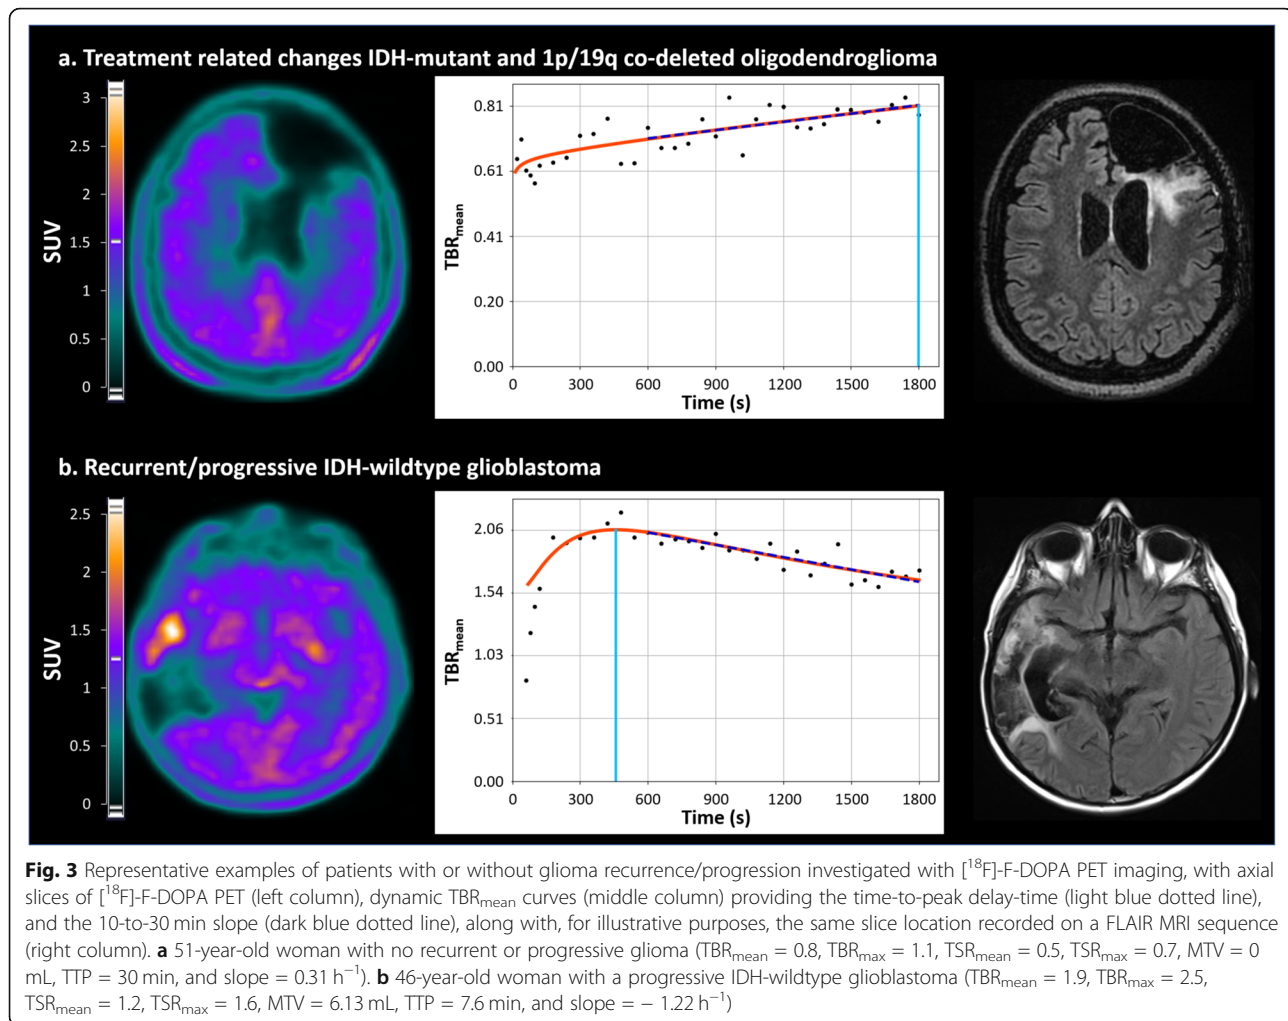 a. Treatment related changes IDH-mutant and 1p/19q co-deleted oligodendroglioma
3
2.5
2
1.5
1
0.5
0
SUV
0.81
0.61
0.41
0.20
0.00
TBRmean
0 300 600 900 1200 1500 1800
Time (s)
b. Recurrent/progressive IDH-wildtype glioblastoma
2.5
2
1.5
1
0.5
0
SUV
2.06
1.54
1.03
0.51
0.00
TBRmean
0 300 600 900 1200 1500 1800
Time (s)
Fig. 3 Representative examples of patients with or without glioma recurrence/progression investigated with [18F]-F-DOPA PET imaging, with axial
slices of [18F]-F-DOPA PET (left column), dynamic TBRmean curves (middle column) providing the time-to-peak delay-time (light blue dotted line),
and the 10-to-30 min slope (dark blue dotted line), along with, for illustrative purposes, the same slice location recorded on a FLAIR MRI sequence
(right column). a 51-year-old woman with no recurrent or progressive glioma (TBRmean = 0.8, TBRmax = 1.1, TSRmean = 0.5, TSRmax = 0.7, MTV = 0
mL, TTP = 30 min, and slope = 0.31 h−1). b 46-year-old woman with a progressive IDH-wildtype glioblastoma (TBRmean = 1.9, TBRmax = 2.5,
TSRmean = 1.2, TSRmax = 1.6, MTV = 6.13 mL, TTP = 7.6 min, and slope = − 1.22 h−1)